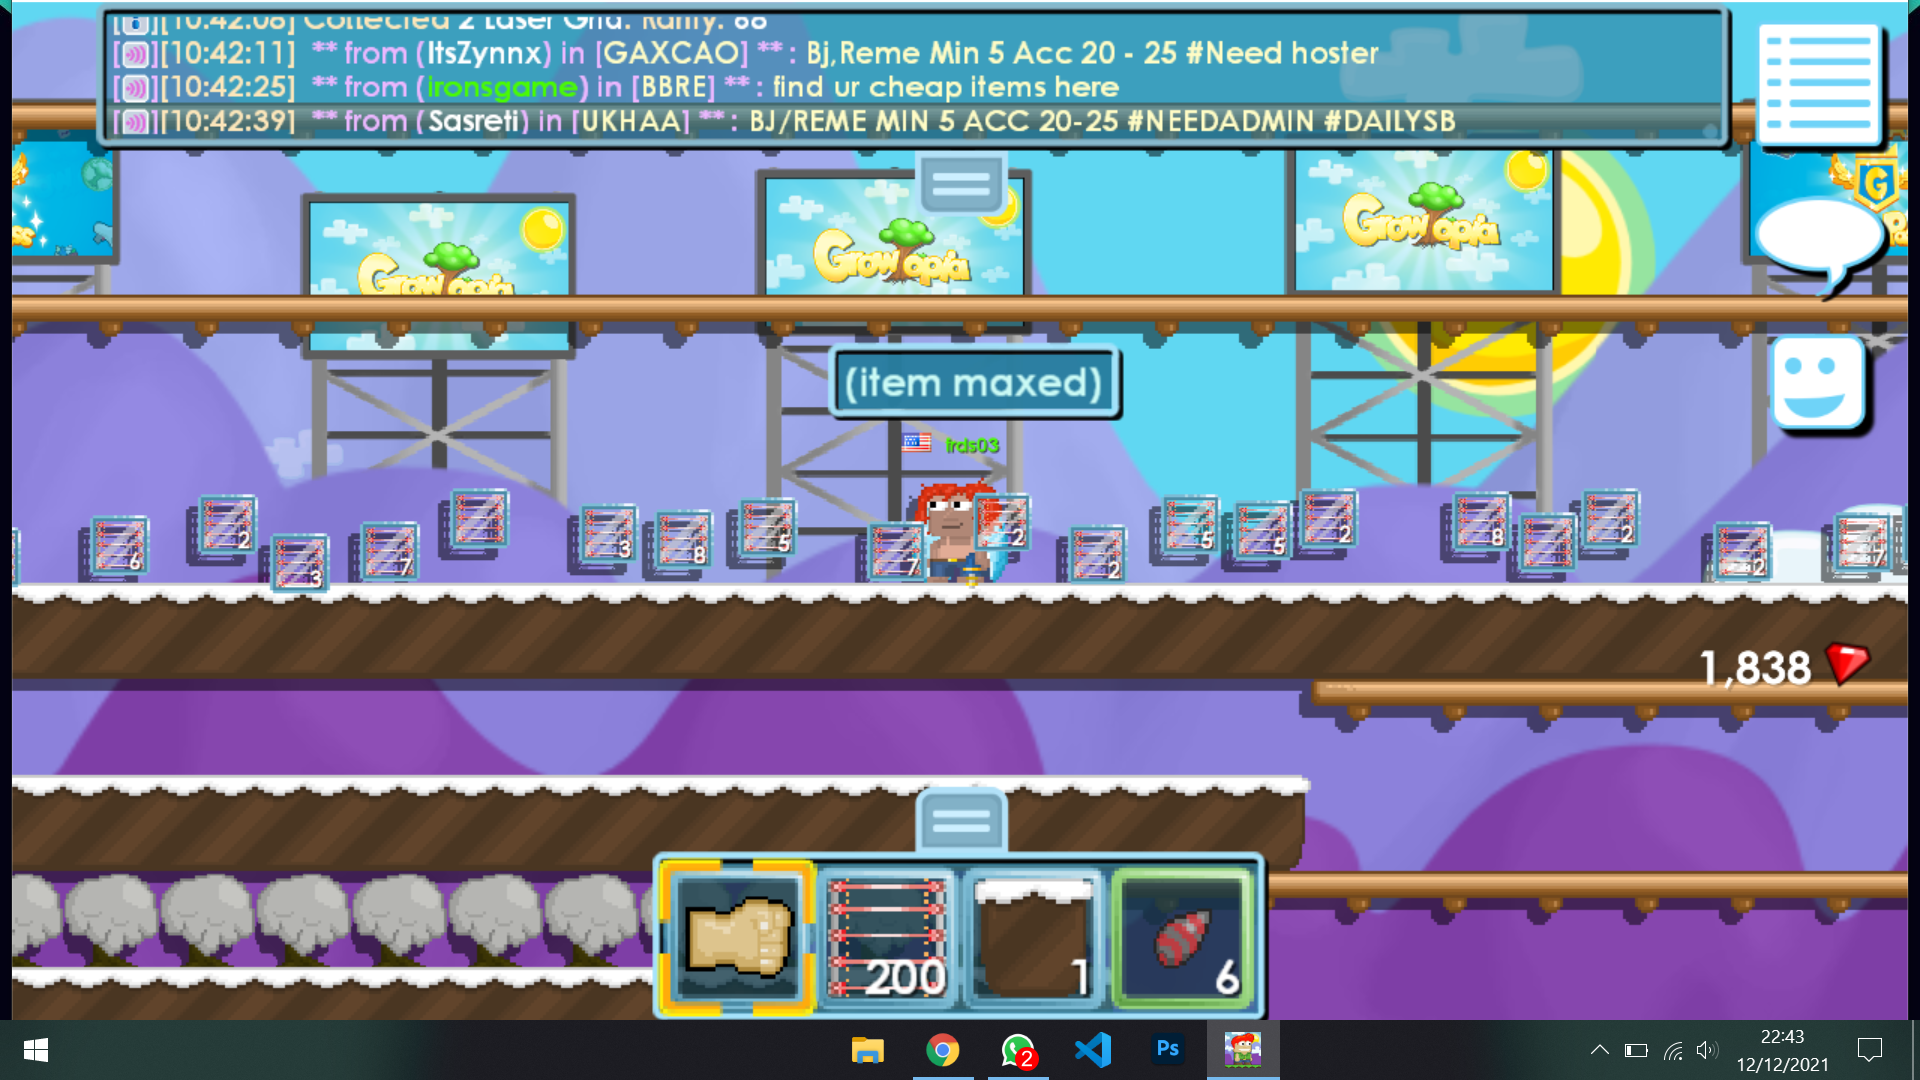 [10:42:08] Collected 2 Laser Grid. Rarity: 68
[10:42:11] ** from (ItsZynnx) in [GAXCAO] ** : Bj,Reme Min 5 Acc 20 - 25 #Need hoster
[10:42:25] ** from (ironsgame) in [BBRE] ** : find ur cheap items here
[10:42:39] ** from (Sasreti) in [UKHAA] ** : BJ/REME MIN 5 ACC 20-25 #NEEDADMIN #DAILYSB
Growtopia
Growtopia
Growtopia
G
(item maxed)
frds03
6
2
3
7
3
8
5
7
2
2
5
5
2
8
2
2
7
1,838
200
1
6
2
Ps
22:43
12/12/2021